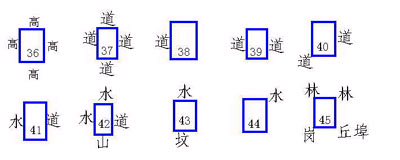 高 道
高 36 高 道 37 道 道 38 道 39 道 40 道
高 道 道
水 水 水 林 林
水 41 道 42 道 43 44 45
山 坟 岗 丘埠